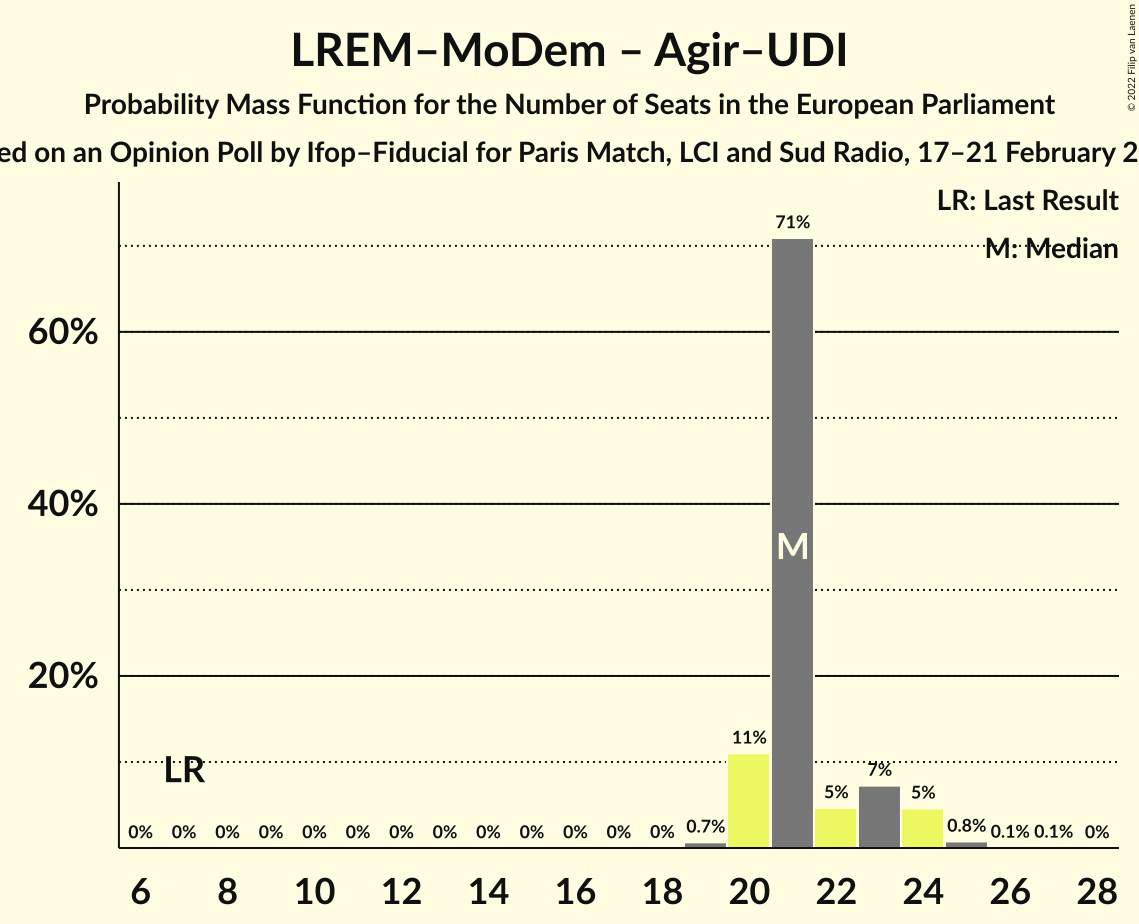 LREM–MoDem – Agir–UDI
Probability Mass Function for the Number of Seats in the European Parliament
ed on an Opinion Poll by Ifop–Fiducial for Paris Match, LCI and Sud Radio, 17–21 February 2
© 2022 Filip van Laenen
LR: Last Result
M: Median
71%
60%
40%
M
20%
11%
LR
7%
5%
5%
0% 0% 0% 0% 0% 0% 0% 0% 0% 0% 0% 0% 0% 0.7% 0.8% 0.1% 0.1% 0%
6 8 10 12 14 16 18 20 22 24 26 28